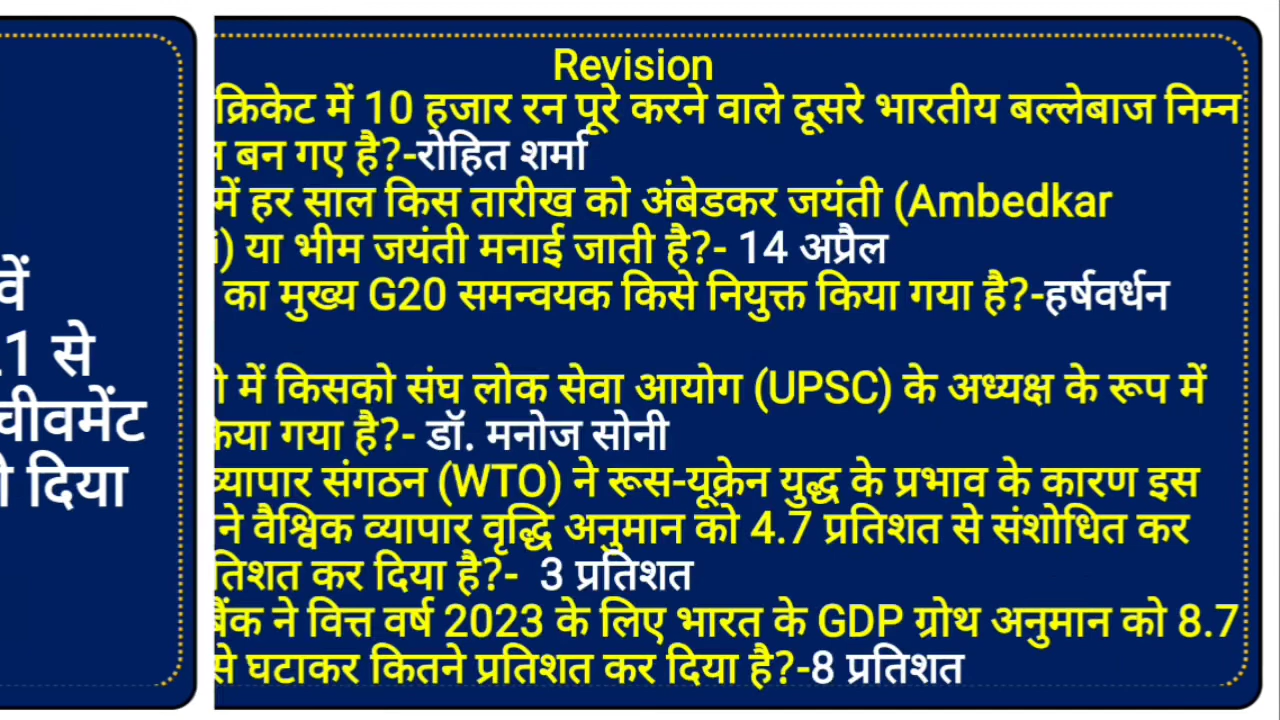 वें
1 से
चीवमेंट
दिया
Revision
क्रिकेट में 10 हजार रन पूरे करने वाले दूसरे भारतीय बल्लेबाज निम्न
बन गए है?-रोहित शर्मा
में हर साल किस तारीख को अंबेडकर जयंती (Ambedkar
) या भीम जयंती मनाई जाती है?- 14 अप्रैल
का मुख्य G20 समन्वयक किसे नियुक्त किया गया है?-हर्षवर्धन
में किसको संघ लोक सेवा आयोग (UPSC) के अध्यक्ष के रूप में
गया है?- डॉ. मनोज सोनी
व्यापार संगठन (WTO) ने रूस-यूक्रेन युद्ध के प्रभाव के कारण इस
ने वैश्विक व्यापार वृद्धि अनुमान को 4.7 प्रतिशत से संशोधित कर
तिशत कर दिया है?- 3 प्रतिशत
बैंक ने वित्त वर्ष 2023 के लिए भारत के GDP ग्रोथ अनुमान को 8.7
से घटाकर कितने प्रतिशत कर दिया है?-8 प्रतिशत